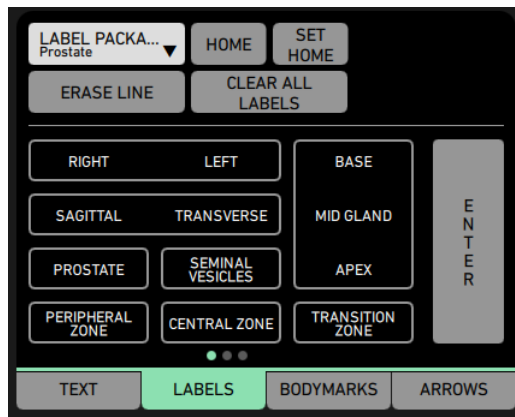 LABEL PACKA...
Prostate
HOME
SET
HOME
ERASE LINE
CLEAR ALL
LABELS
RIGHT LEFT BASE
SAGITTAL TRANSVERSE MID GLAND
PROSTATE
SEMINAL
VESICLES
APEX
PERIPHERAL
ZONE
CENTRAL ZONE
TRANSITION
ZONE
ENTER
TEXT LABELS BODYMARKS ARROWS